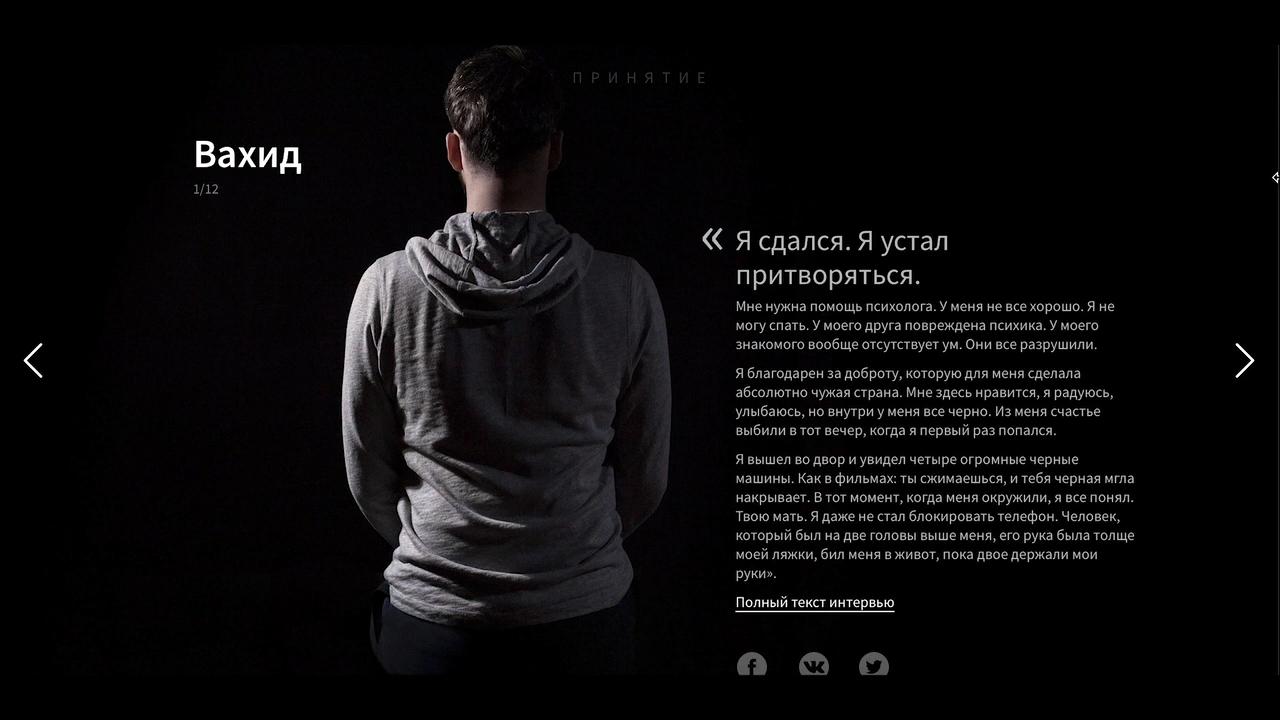 ПРИНЯТИЕ
Вахид
1/12
« Я сдался. Я устал
притворяться.
Мне нужна помощь психолога. У меня не все хорошо. Я не
могу спать. У моего друга повреждена психика. У моего
знакомого вообще отсутствует ум. Они все разрушили.
Я благодарен за доброту, которую для меня сделала
абсолютно чужая страна. Мне здесь нравится, я радуюсь,
улыбаюсь, но внутри у меня все черно. Из меня счастье
выбили в тот вечер, когда я первый раз попался.
Я вышел во двор и увидел четыре огромные черные
машины. Как в фильмах: ты сжимаешься, и тебя черная мгла
накрывает. В тот момент, когда меня окружили, я все понял.
Твою мать. Я даже не стал блокировать телефон. Человек,
который был на две головы выше меня, его рука была толще
моей ляжки, бил меня в живот, пока двое держали мои
руки».
Полный текст интервью